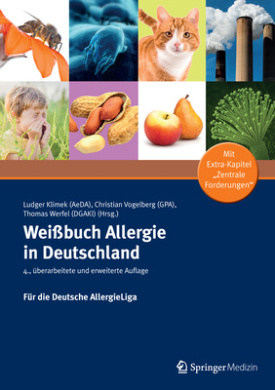 Mit
Extra-Kapitel
„Zentrale
Forderungen“
Ludger Klimek (AeDA), Christian Vogelberg (GPA),
Thomas Werfel (DGAKI) (Hrsg.)
Weißbuch Allergie
in Deutschland
4., überarbeitete und erweiterte Auflage
Für die Deutsche AllergieLiga
Springer Medizin